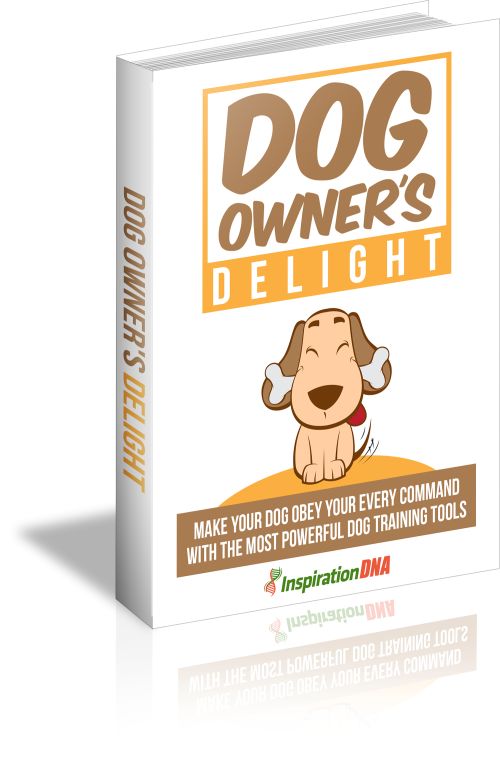 DOG
OWNER'S
DELIGHT
MAKE YOUR DOG OBEY YOUR EVERY COMMAND
WITH THE MOST POWERFUL DOG TRAINING TOOLS
InspirationDNA
DOG OWNER'S DELIGHT